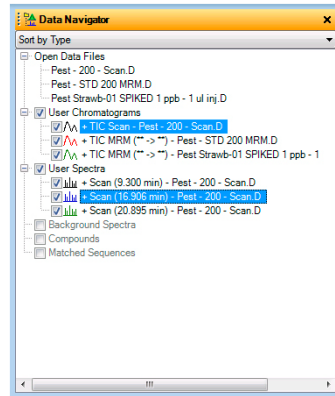 Data Navigator
Sort by Type
Open Data Files
Pest - 200 - Scan.D
Pest - STD 200 MRM.D
Pest Strawb-01 SPIKED 1 ppb - 1 ul inj.D
User Chromatograms
+ TIC Scan - Pest - 200 - Scan.D
+ TIC MRM (** -> **) - Pest - STD 200 MRM.D
+ TIC MRM (** -> **) - Pest Strawb-01 SPIKED 1 ppb - 1
User Spectra
+ Scan (9.300 min) - Pest - 200 - Scan.D
+ Scan (16.906 min) - Pest - 200 - Scan.D
+ Scan (20.895 min) - Pest - 200 - Scan.D
Background Spectra
Compounds
Matched Sequences